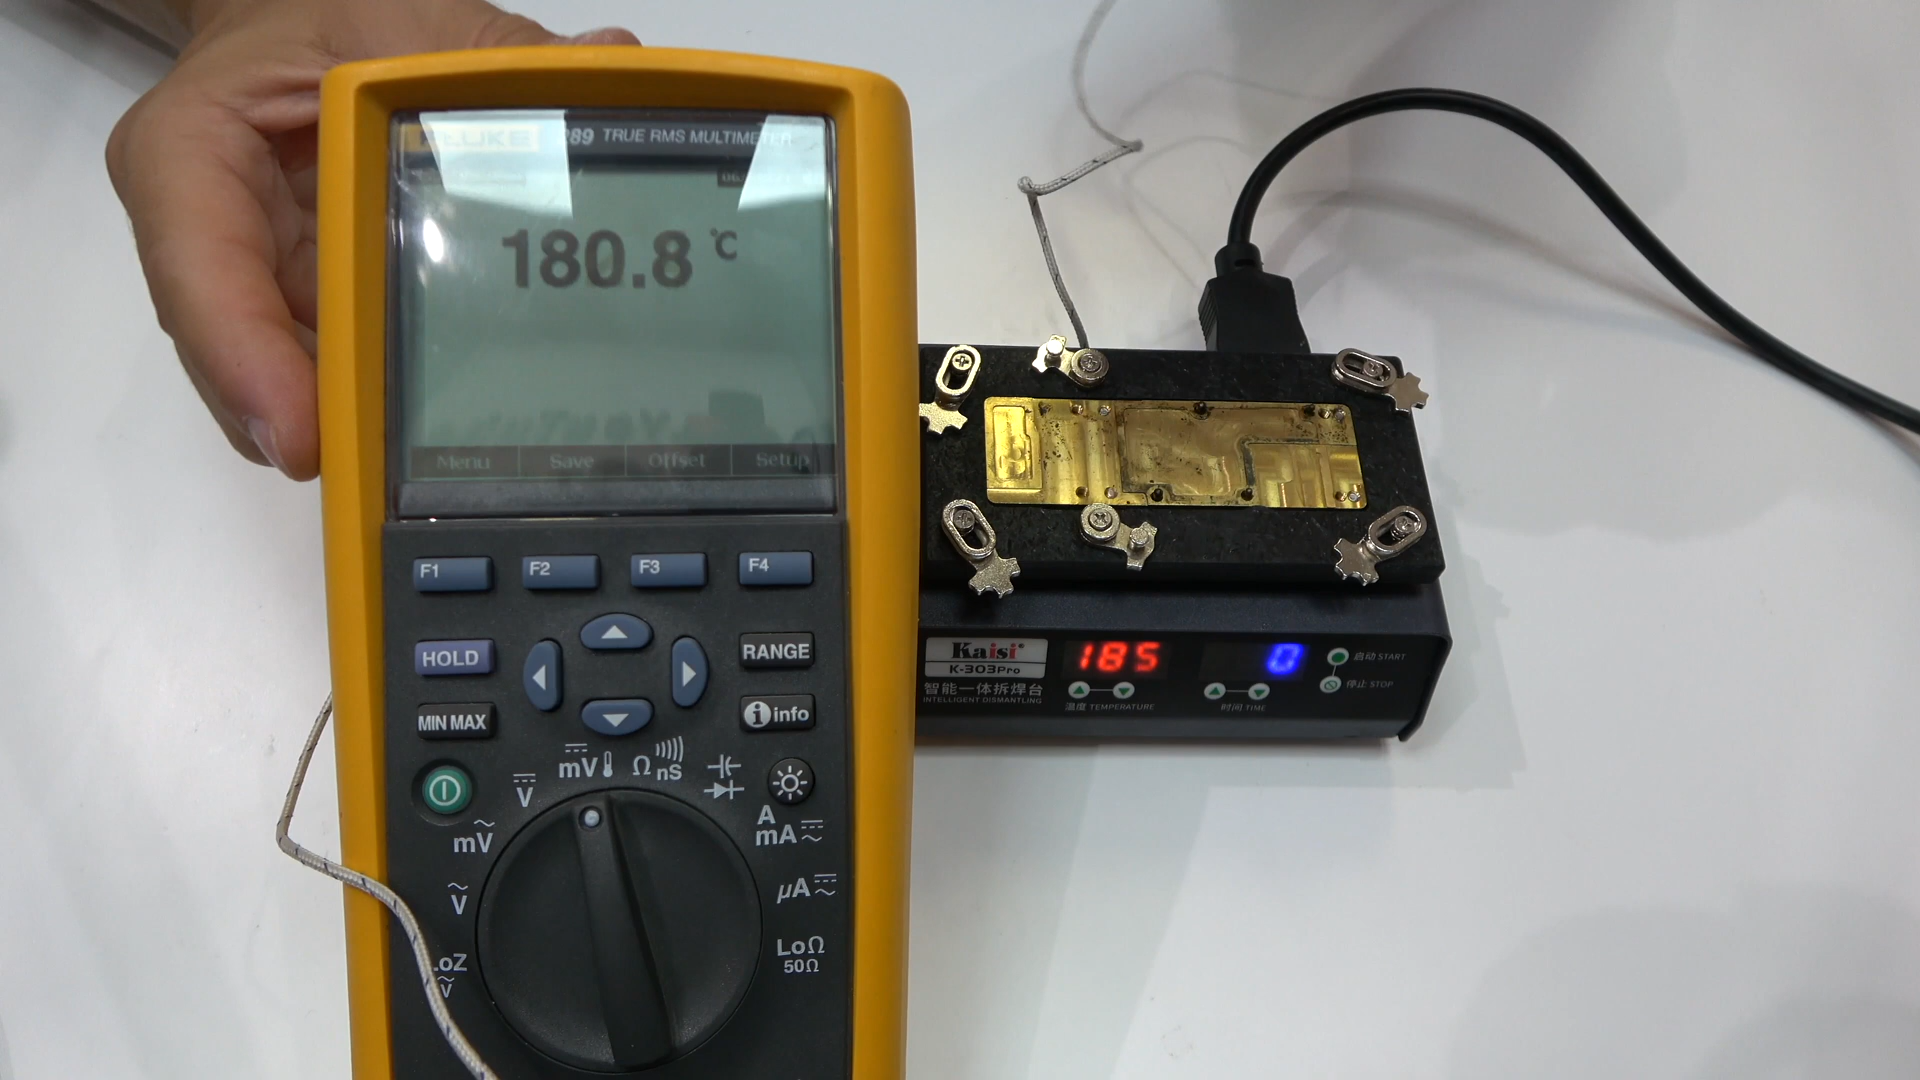 FLUKE 289 TRUE RMS MULTIMETER
180.8 °C
Menu Save Offset Setup
F1 F2 F3 F4
HOLD
RANGE
MIN MAX
info
V
mV
Ω
nS
mV
A
mA
V
µA
LoΩ
50Ω
V
Kaisi
K-303Pro
智能一体拆焊台
INTELLIGENT DISMANTLING
185
0
温度 TEMPERATURE
时间 TIME
启动 START
停止 STOP